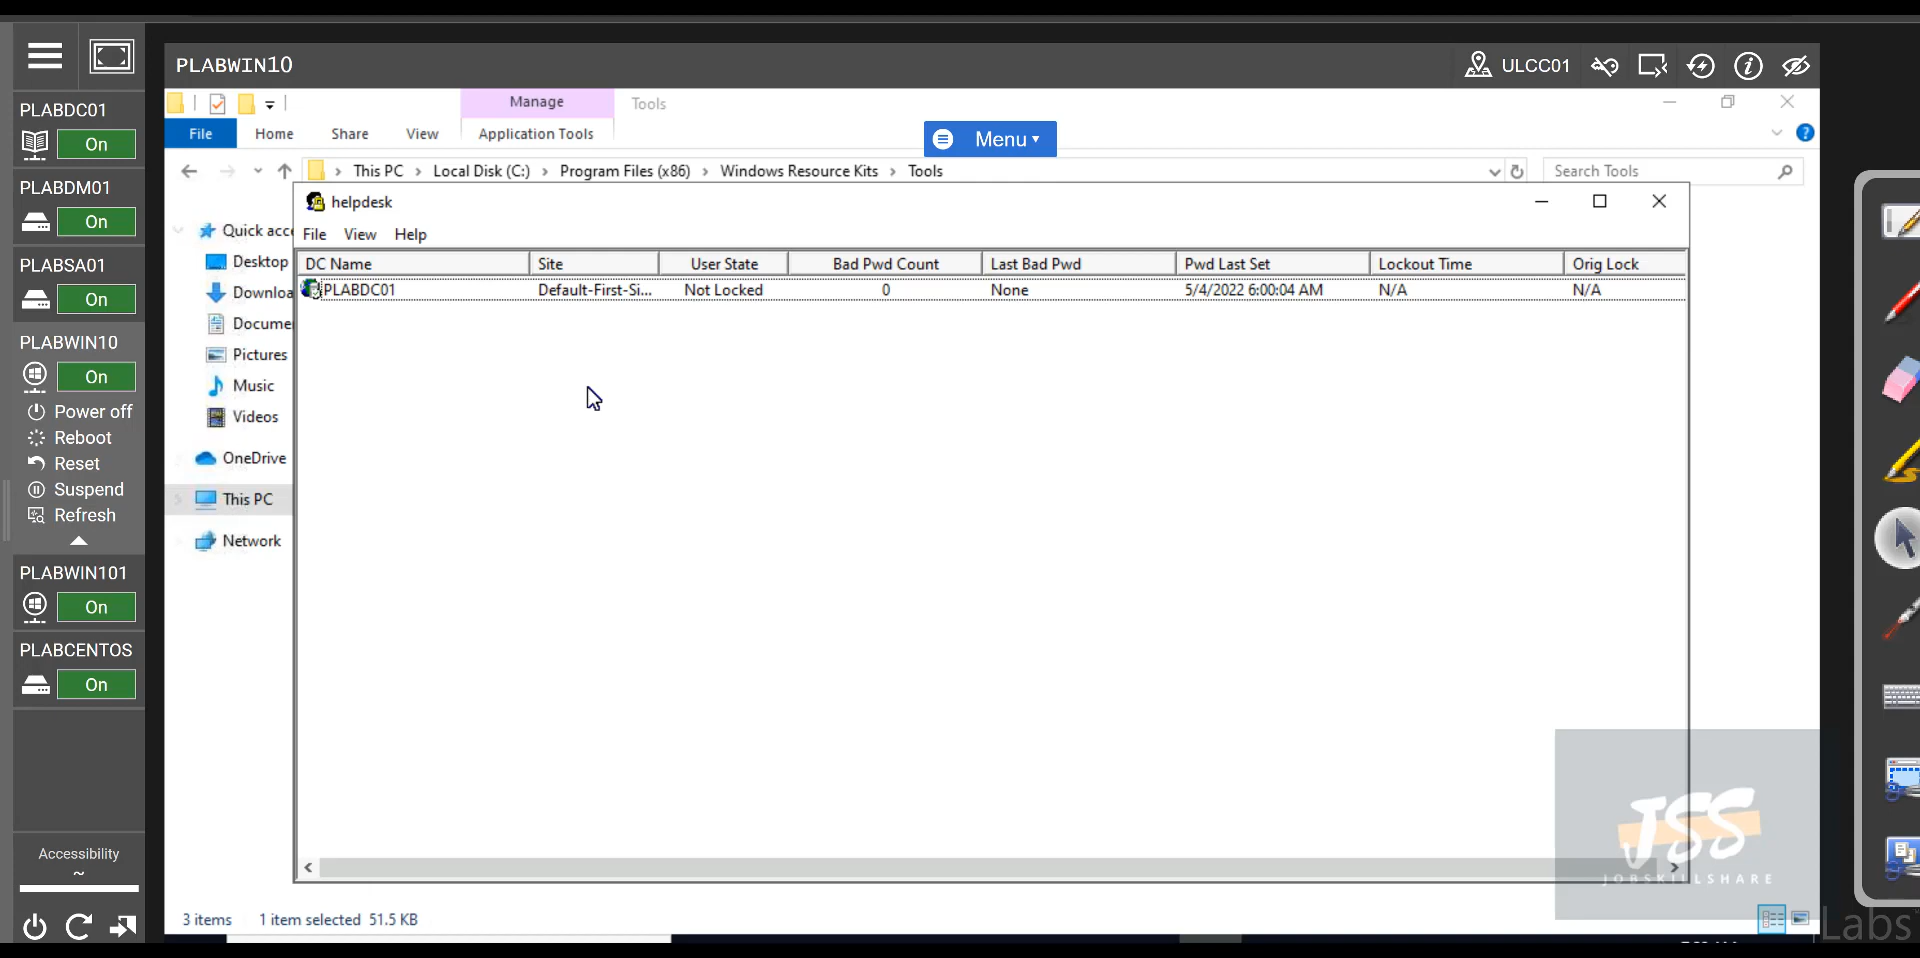 PLABWIN10
ULCC01
PLABDC01
On
PLABDM01
On
PLABSA01
On
PLABWIN10
On
Power off
Reboot
Reset
Suspend
Refresh
PLABWIN101
On
PLABCENTOS
On
Accessibility
Manage
Tools
File
Home
Share
View
Application Tools
Menu
This PC > Local Disk (C:) > Program Files (x86) > Windows Resource Kits > Tools
Search Tools
Quick acc
Desktop
Downloa
Docume
Pictures
Music
Videos
OneDrive
This PC
Network
helpdesk
File View Help
DC Name Site User State Bad Pwd Count Last Bad Pwd Pwd Last Set Lockout Time Orig Lock
PLABDC01 Default-First-Si... Not Locked 0 None 5/4/2022 6:00:04 AM N/A N/A
JSS
JOBSKILLSHARE
3 items 1 item selected 51.5 KB
Labs